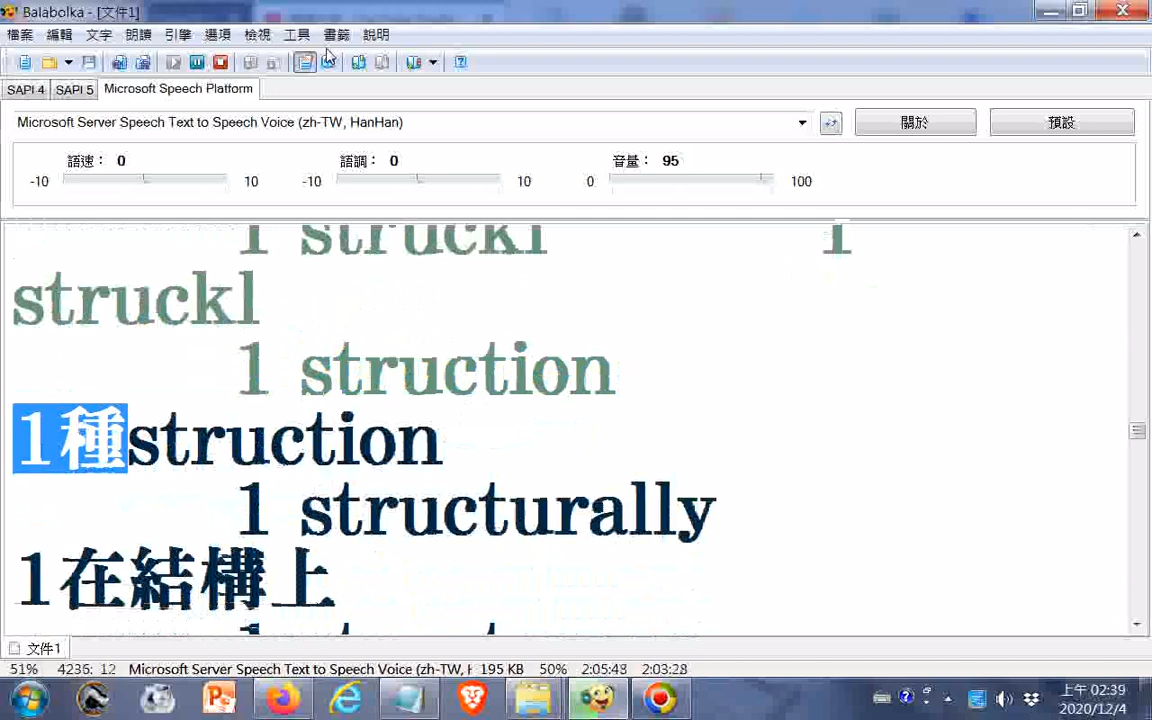 Balabolka - [文件1]
檔案 編輯 文字 朗讀 引擎 選項 檢視 工具 書籤 說明
SAPI 4 SAPI 5 Microsoft Speech Platform
Microsoft Server Speech Text to Speech Voice (zh-TW, HanHan) 關於 預設
語速： 0 語調： 0 音量： 95
-10 10 -10 10 0 100
1 struckl 1
struckl
1 struction
1種struction
1 structurally
1在結構上
文件1
51% 4236: 12 Microsoft Server Speech Text to Speech Voice (zh-TW, H 195 KB 50% 2:05:48 2:03:28
上午 02:39
2020/12/4